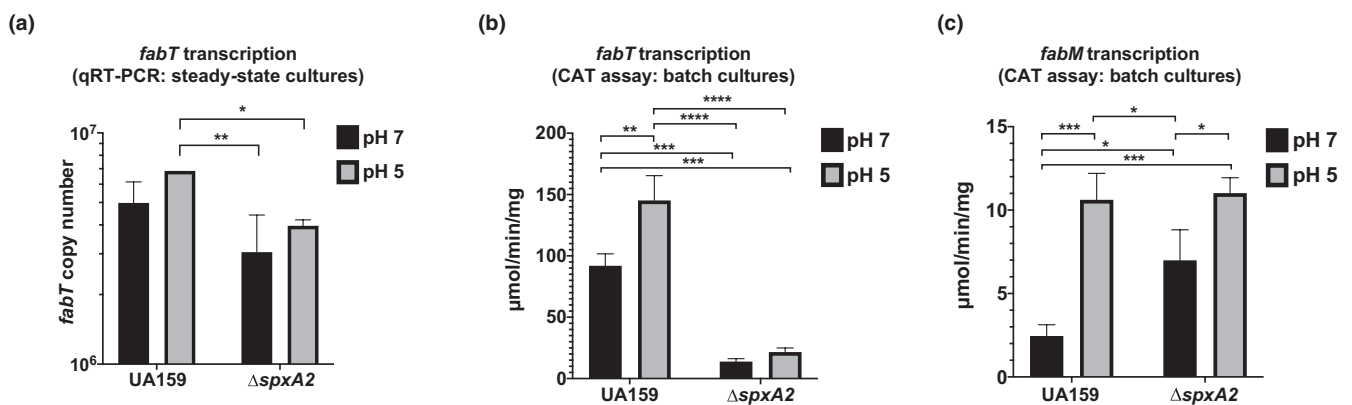 (a)
fabT transcription
(qRT-PCR: steady-state cultures)
*
**
10⁷
10⁶
fabT copy number
pH 7
pH 5
UA159
ΔspxA2
(b)
fabT transcription
(CAT assay: batch cultures)
****
****
**
***
***
200
150
100
50
0
µmol/min/mg
pH 7
pH 5
UA159
ΔspxA2
(c)
fabM transcription
(CAT assay: batch cultures)
*
***
*
*
***
15
10
5
0
µmol/min/mg
pH 7
pH 5
UA159
ΔspxA2